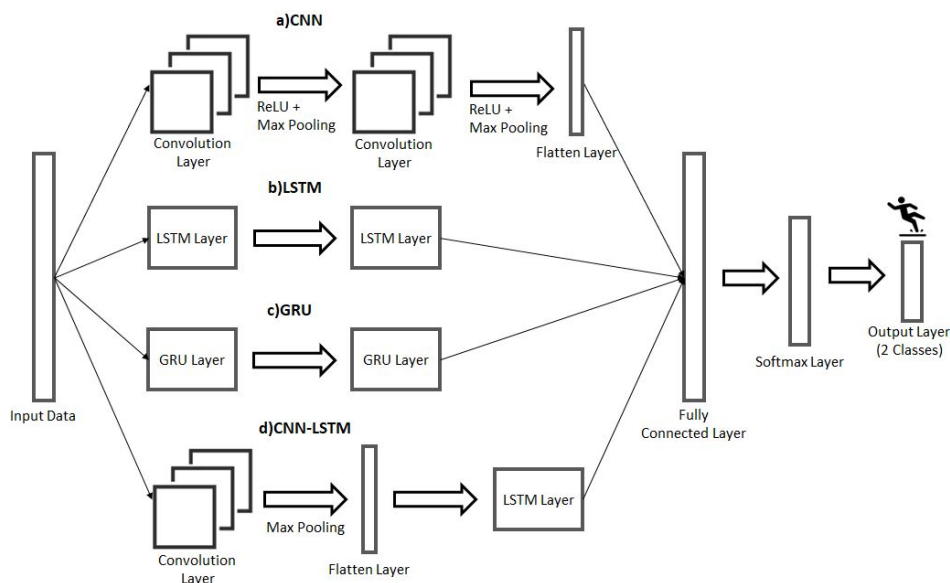 a)CNN
ReLU +
Max Pooling
ReLU +
Max Pooling
Convolution
Layer
Convolution
Layer
Flatten Layer
b)LSTM
LSTM Layer
LSTM Layer
c)GRU
GRU Layer
GRU Layer
Input Data
Fully
Connected Layer
Softmax Layer
Output Layer
(2 Classes)
d)CNN-LSTM
Max Pooling
LSTM Layer
Convolution
Layer
Flatten Layer